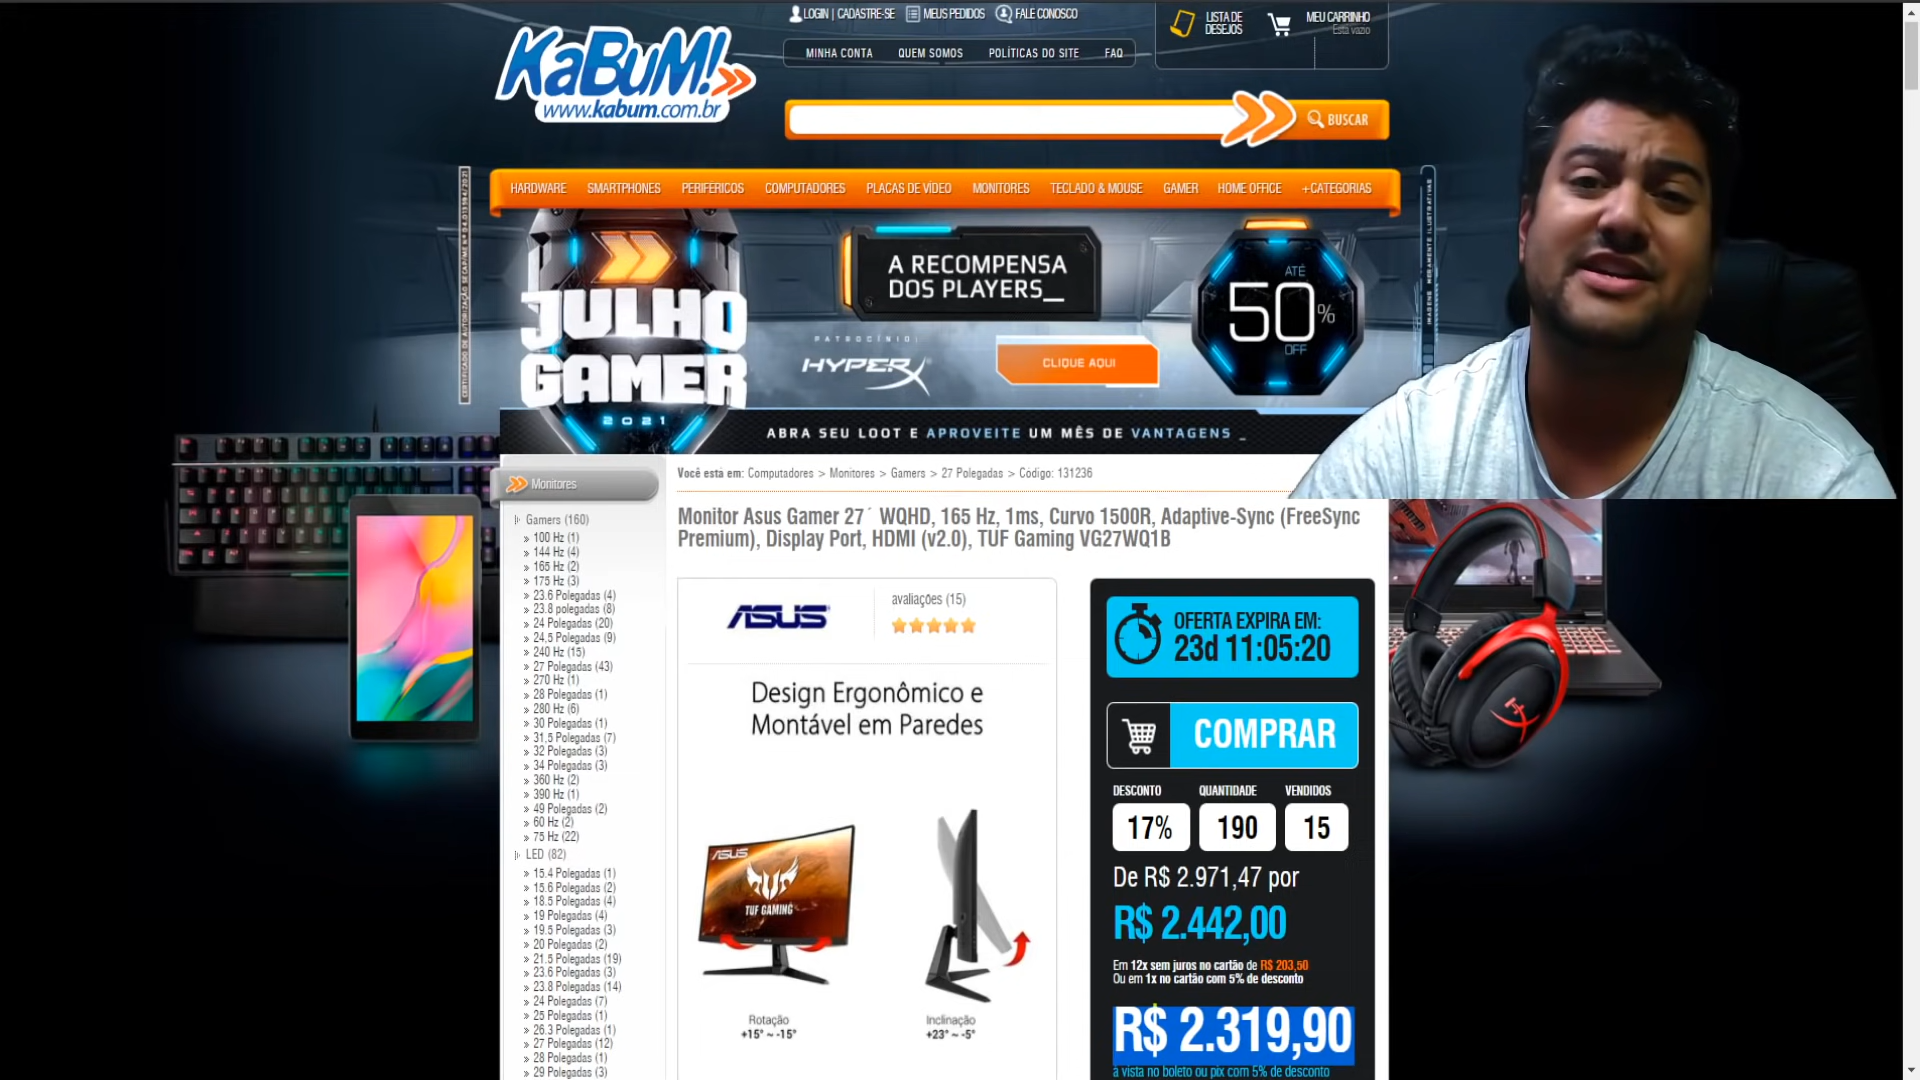 LOGIN | CADASTRE-SE MEUS PEDIDOS FALE CONOSCO
LISTA DE DESEJOS
MEU CARRINHO
Esta vazio
KaBuM!
www.kabum.com.br
MINHA CONTA QUEM SOMOS POLÍTICAS DO SITE FAQ
BUSCAR
HARDWARE SMARTPHONES PERIFÉRICOS COMPUTADORES PLACAS DE VÍDEO MONITORES TECLADO & MOUSE GAMER HOME OFFICE +CATEGORIAS
JULHO
GAMER
2021
A RECOMPENSA
DOS PLAYERS_
PATROCÍNIO:
HYPERX
CLIQUE AQUI
ATÉ
50%
OFF
IMAGENS MERAMENTE ILUSTRATIVAS
ABRA SEU LOOT E APROVEITE UM MÊS DE VANTAGENS _
Monitores
Gamers (160)
100 Hz (1)
144 Hz (4)
165 Hz (2)
175 Hz (3)
23.6 Polegadas (4)
23.8 polegadas (8)
24 Polegadas (20)
24,5 Polegadas (9)
240 Hz (15)
27 Polegadas (43)
270 Hz (1)
28 Polegadas (1)
280 Hz (6)
30 Polegadas (1)
31,5 Polegadas (7)
32 Polegadas (3)
34 Polegadas (3)
360 Hz (2)
390 Hz (1)
49 Polegadas (2)
60 Hz (2)
75 Hz (22)
LED (82)
15.4 Polegadas (1)
15.6 Polegadas (2)
18.5 Polegadas (4)
19 Polegadas (4)
19.5 Polegadas (3)
20 Polegadas (2)
21.5 Polegadas (19)
23.6 Polegadas (3)
23.8 Polegadas (14)
24 Polegadas (7)
25 Polegadas (1)
26.3 Polegadas (1)
27 Polegadas (12)
28 Polegadas (1)
29 Polegadas (3)
Você está em: Computadores > Monitores > Gamers > 27 Polegadas > Código: 131236
Monitor Asus Gamer 27´ WQHD, 165 Hz, 1ms, Curvo 1500R, Adaptive-Sync (FreeSync
Premium), Display Port, HDMI (v2.0), TUF Gaming VG27WQ1B
ASUS
avaliações (15)
Design Ergonômico e
Montável em Paredes
ASUS
TUF GAMING
Rotação
+15° ~ -15°
Inclinação
+23° ~ -5°
OFERTA EXPIRA EM:
23d 11:05:20
COMPRAR
DESCONTO QUANTIDADE VENDIDOS
17% 190 15
De R$ 2.971,47 por
R$ 2.442,00
Em 12x sem juros no cartão de R$ 203,50
Ou em 1x no cartão com 5% de desconto
R$ 2.319,90
à vista no boleto ou pix com 5% de desconto